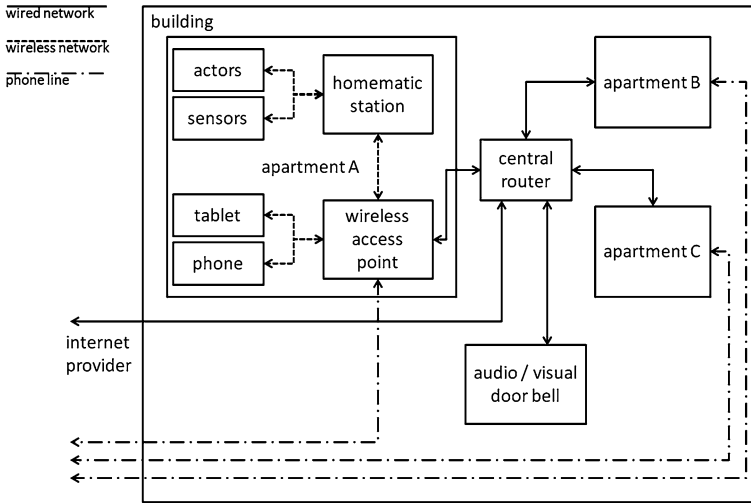 wired network
wireless network
phone line
building
actors
sensors
homematic
station
apartment A
tablet
phone
wireless
access
point
central
router
apartment B
apartment C
internet
provider
audio / visual
door bell